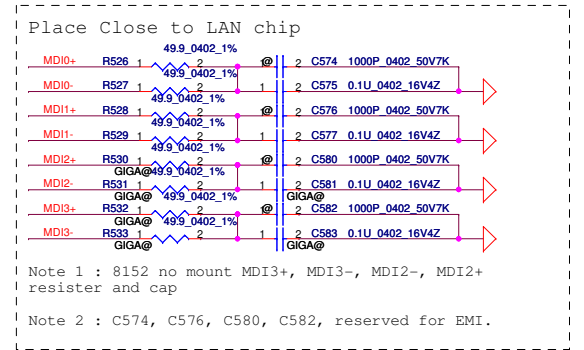 Place Close to LAN chip
49.9_0402_1%
MDI0+ R526 1 2 1@ 2 C574 1000P_0402_50V7K
49.9_0402_1%
MDI0- R527 1 2 1 2 C575 0.1U_0402_16V4Z
49.9_0402_1%
MDI1+ R528 1 2 1@ 2 C576 1000P_0402_50V7K
49.9_0402_1%
MDI1- R529 1 2 1 2 C577 0.1U_0402_16V4Z
49.9_0402_1%
MDI2+ R530 1 2 1@ 2 C580 1000P_0402_50V7K
GIGA@ 49.9_0402_1%
MDI2- R531 1 2 1 2 C581 0.1U_0402_16V4Z
GIGA@ 49.9_0402_1% GIGA@
MDI3+ R532 1 2 1@ 2 C582 1000P_0402_50V7K
GIGA@ 49.9_0402_1%
MDI3- R533 1 2 1 2 C583 0.1U_0402_16V4Z
GIGA@ GIGA@
Note 1 : 8152 no mount MDI3+, MDI3-, MDI2-, MDI2+
resister and cap
Note 2 : C574, C576, C580, C582, reserved for EMI.